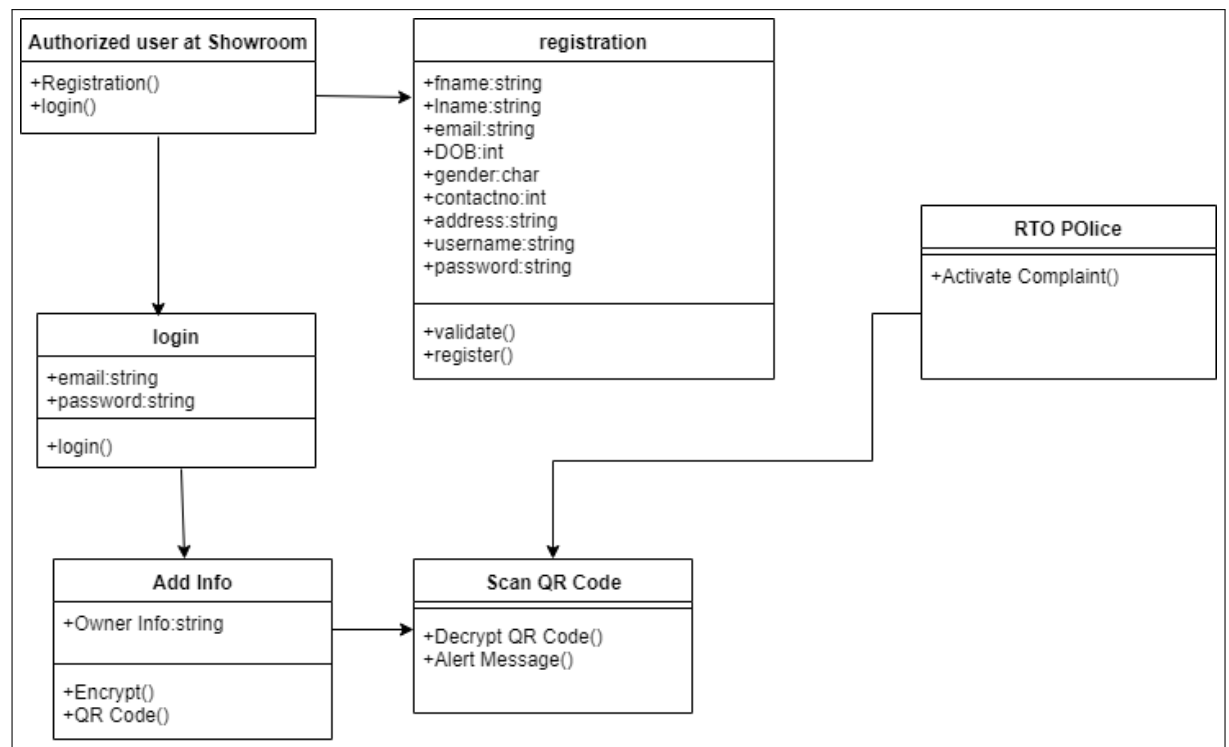 Authorized user at Showroom
+Registration()
+login()
registration
+fname:string
+lname:string
+email:string
+DOB:int
+gender:char
+contactno:int
+address:string
+username:string
+password:string
+validate()
+register()
RTO POlice
+Activate Complaint()
login
+email:string
+password:string
+login()
Add Info
+Owner Info:string
+Encrypt()
+QR Code()
Scan QR Code
+Decrypt QR Code()
+Alert Message()